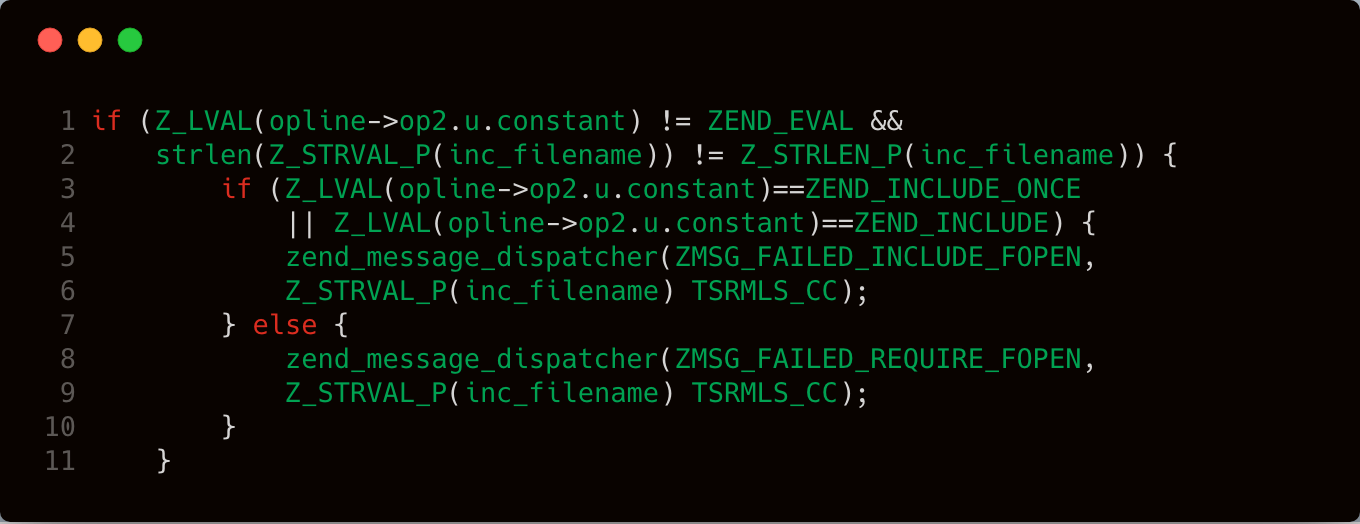 1 if (Z_LVAL(opline->op2.u.constant) != ZEND_EVAL &&
2     strlen(Z_STRVAL_P(inc_filename)) != Z_STRLEN_P(inc_filename)) {
3         if (Z_LVAL(opline->op2.u.constant)==ZEND_INCLUDE_ONCE
4             || Z_LVAL(opline->op2.u.constant)==ZEND_INCLUDE) {
5             zend_message_dispatcher(ZMSG_FAILED_INCLUDE_FOPEN,
6             Z_STRVAL_P(inc_filename) TSRMLS_CC);
7         } else {
8             zend_message_dispatcher(ZMSG_FAILED_REQUIRE_FOPEN,
9             Z_STRVAL_P(inc_filename) TSRMLS_CC);
10         }
11     }